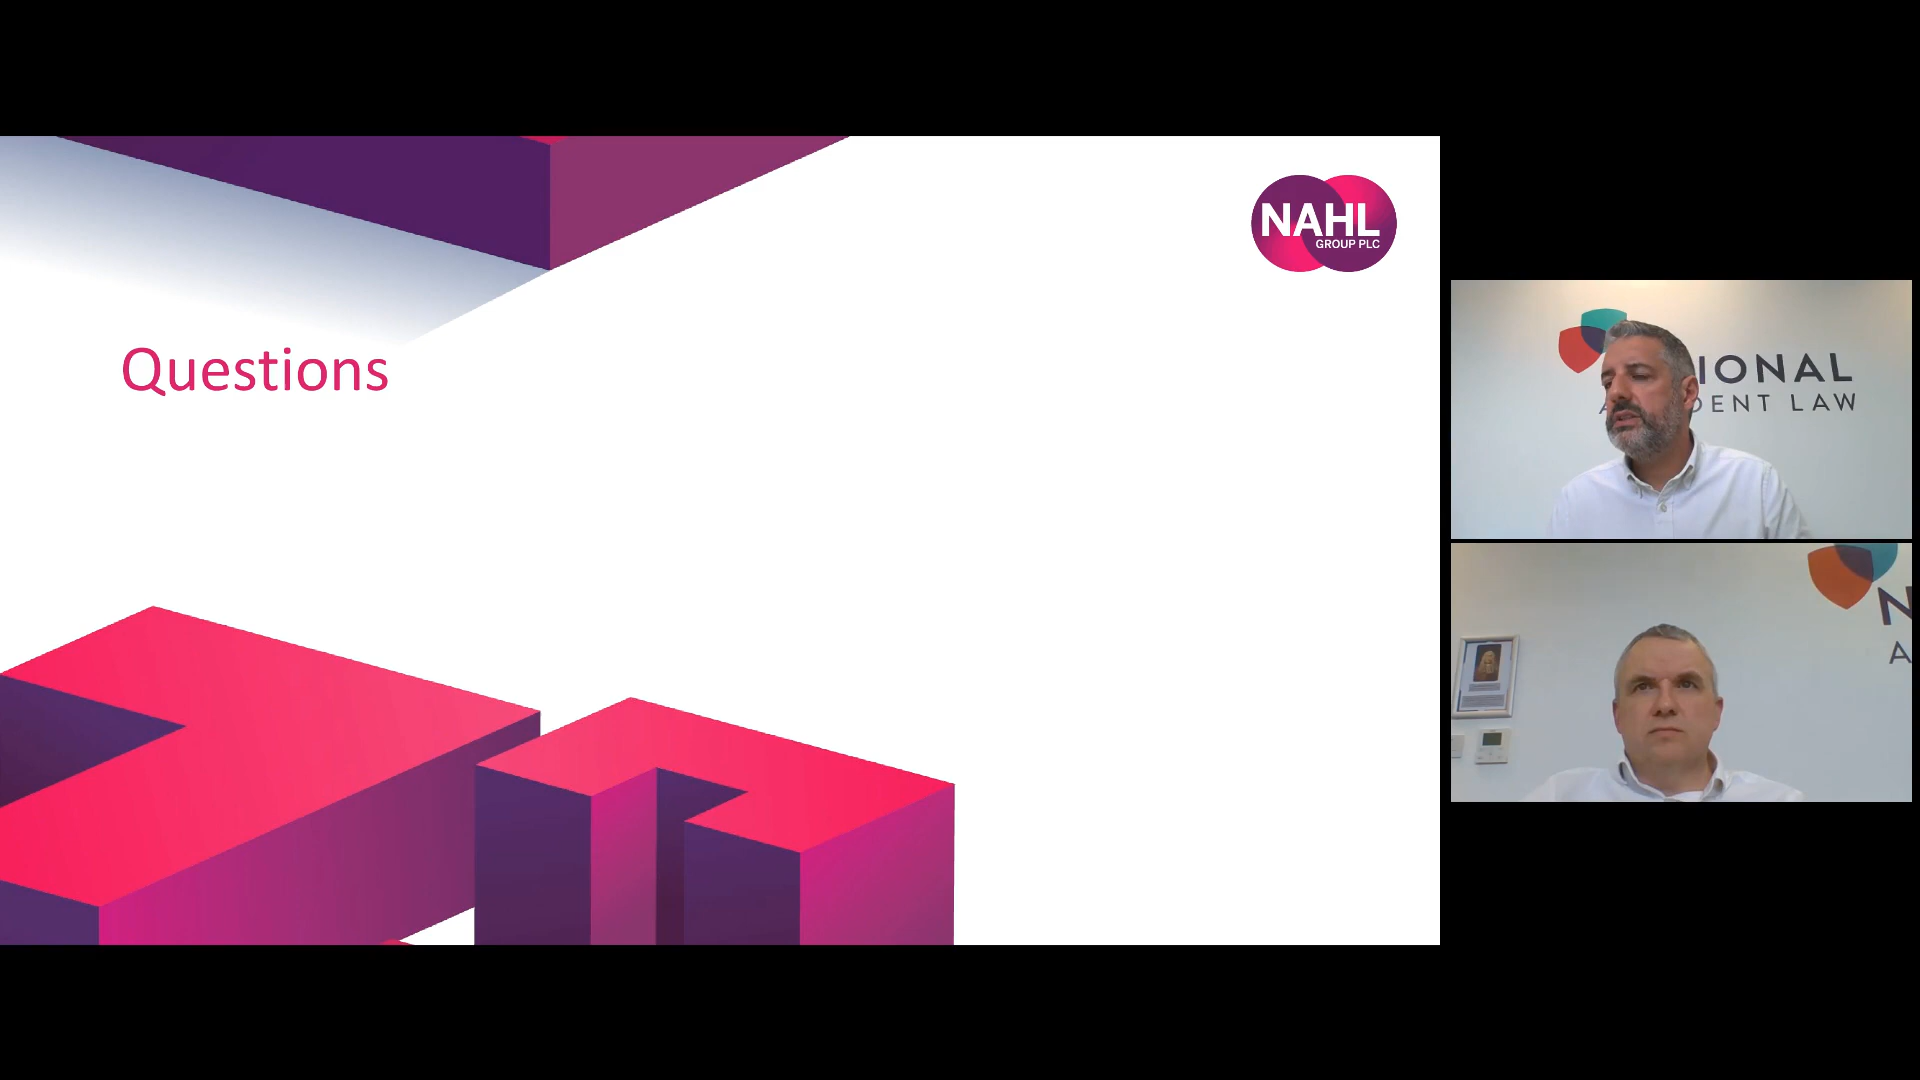 NAHL
GROUP PLC
Questions
IONAL
DENT LAW
N
A